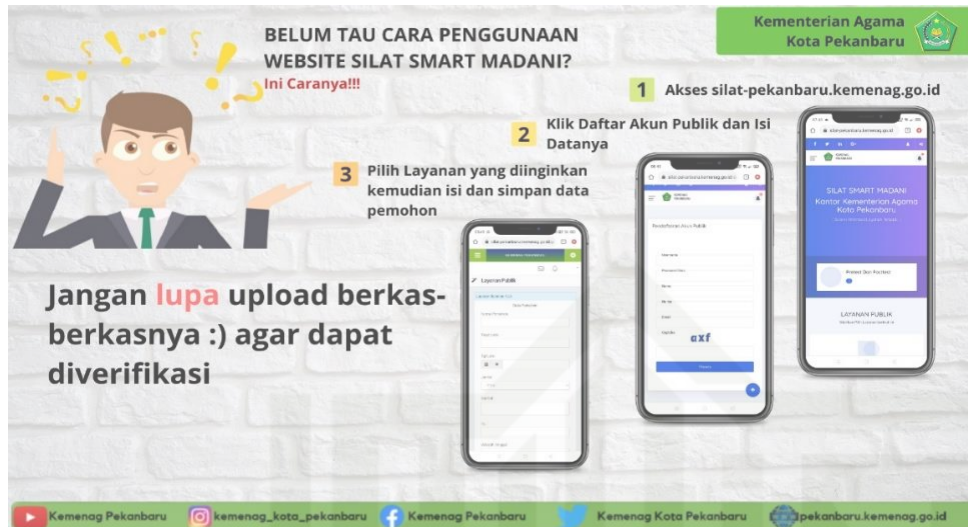 Kementerian Agama
Kota Pekanbaru
BELUM TAU CARA PENGGUNAAN
WEBSITE SILAT SMART MADANI?
Ini Caranya!!!
1 Akses silat-pekanbaru.kemenag.go.id
2 Klik Daftar Akun Publik dan Isi
Datanya
3 Pilih Layanan yang diinginkan
kemudian isi dan simpan data
pemohon
Jangan lupa upload berkas-
berkasnya :) agar dapat
diverifikasi
SILAT SMART MADANI
Kantor Kementerian Agama
Kota Pekanbaru
LAYANAN PUBLIK
Pendaftaran Akun Publik
axf
Layanan Publik
Kemenag Pekanbaru
kemenag_kota_pekanbaru
Kemenag Pekanbaru
Kemenag Kota Pekanbaru
pekanbaru.kemenag.go.id